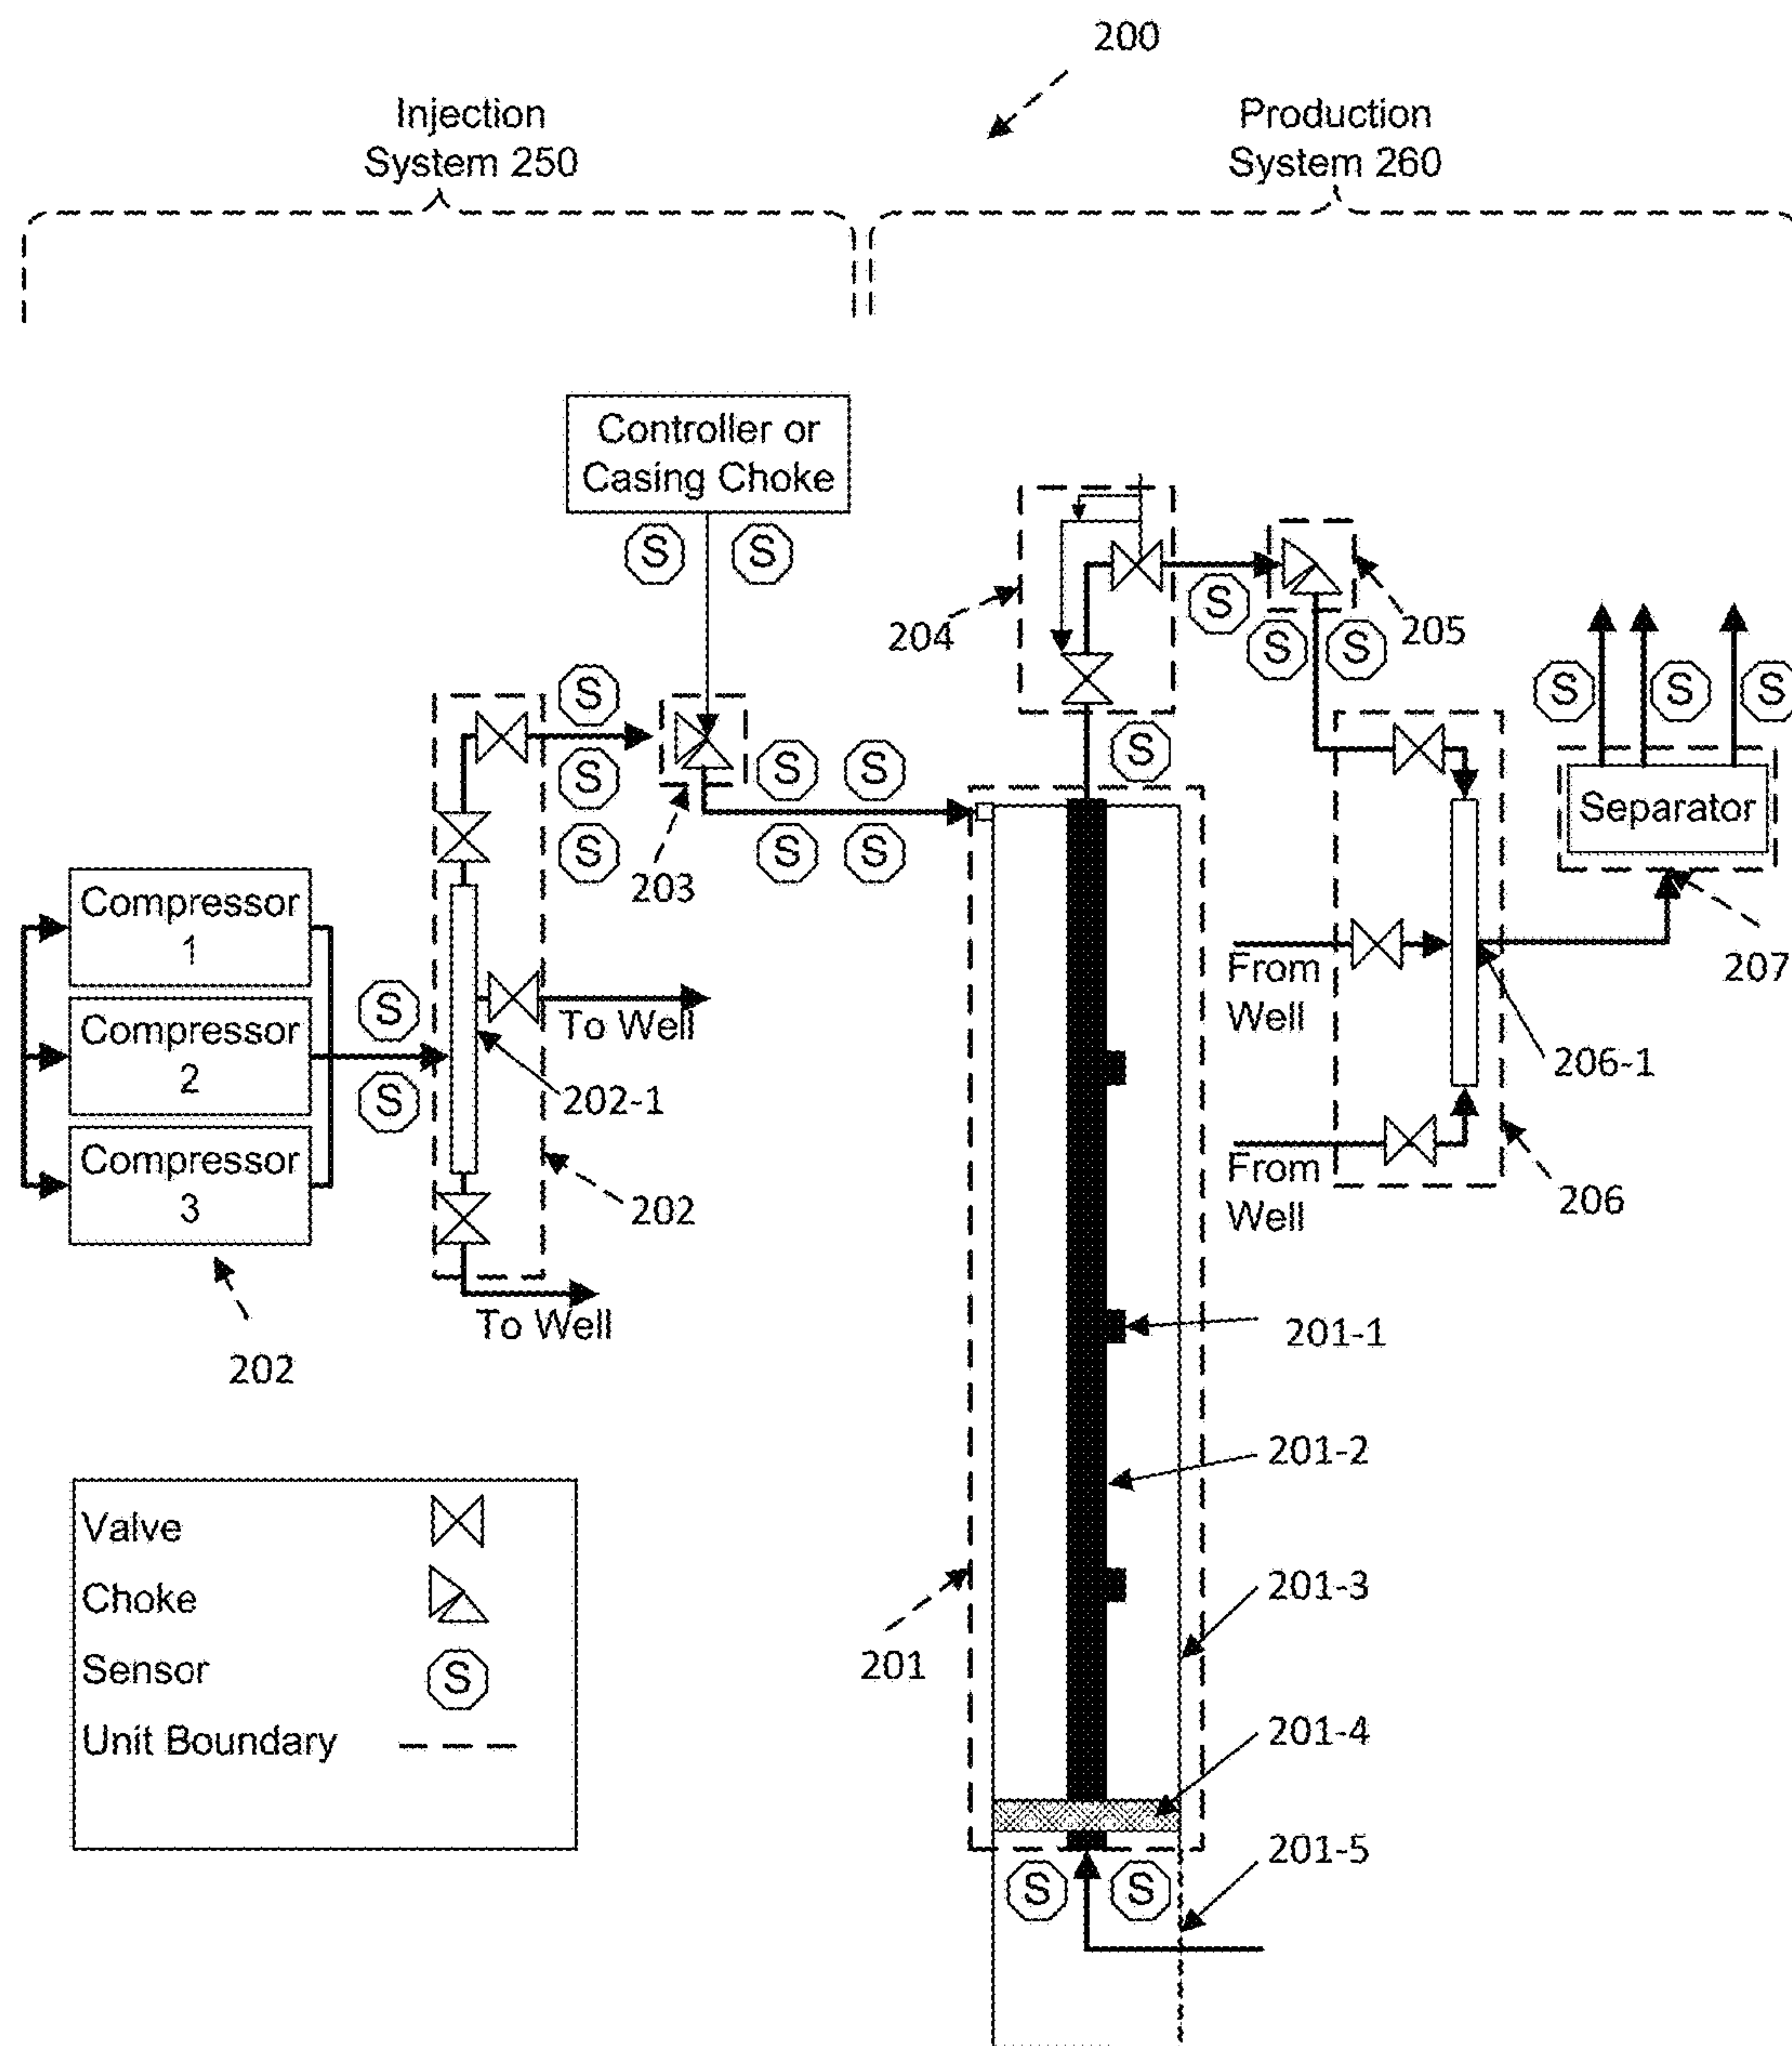 200
Injection
System 250
Production
System 260
Controller or
Casing Choke
S
S
204
S
S
S
205
S
S
S
S
S
S
S
S
S
S
S
S
203
Separator
207
Compressor
1
Compressor
2
Compressor
3
S
S
To Well
202-1
202
To Well
202
From
Well
From
Well
206-1
206
201-1
201-2
201-3
201-4
201-5
201
S
S
Valve
Choke
Sensor
S
Unit Boundary